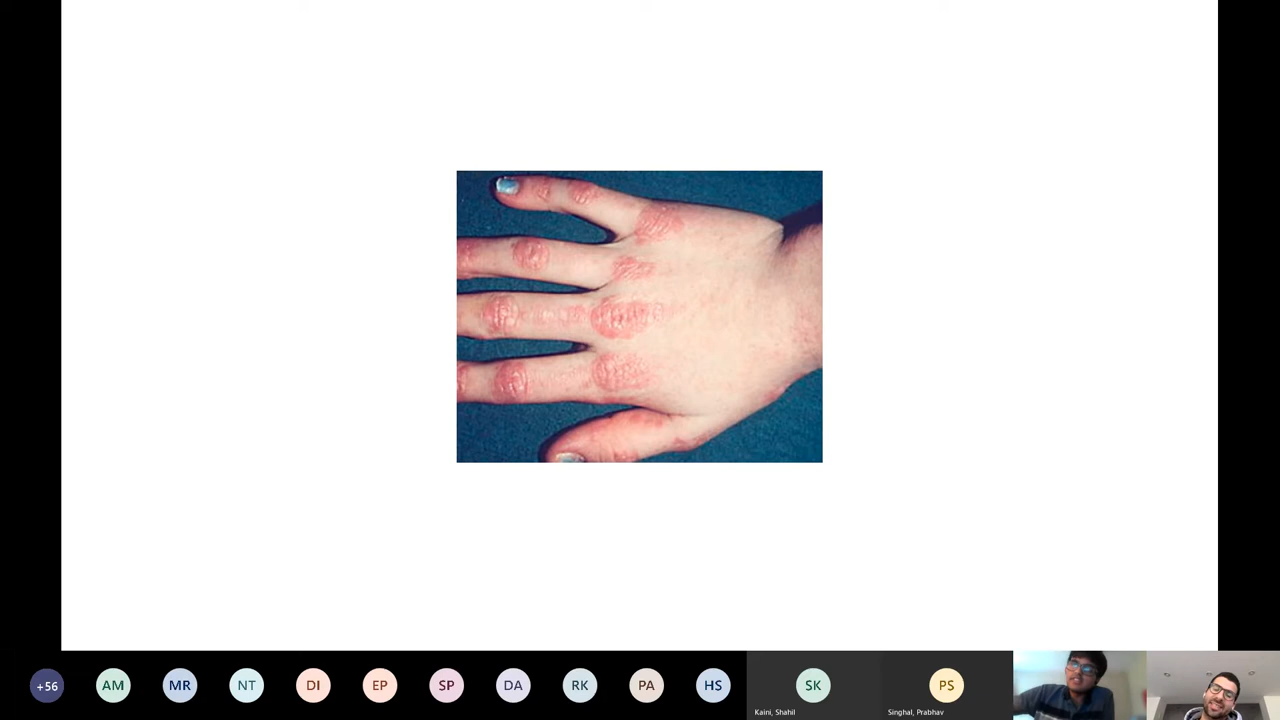 +56
AM
MR
NT
DI
EP
SP
DA
RK
PA
HS
SK
PS
Kaini, Shahil
Singhal, Prabhav